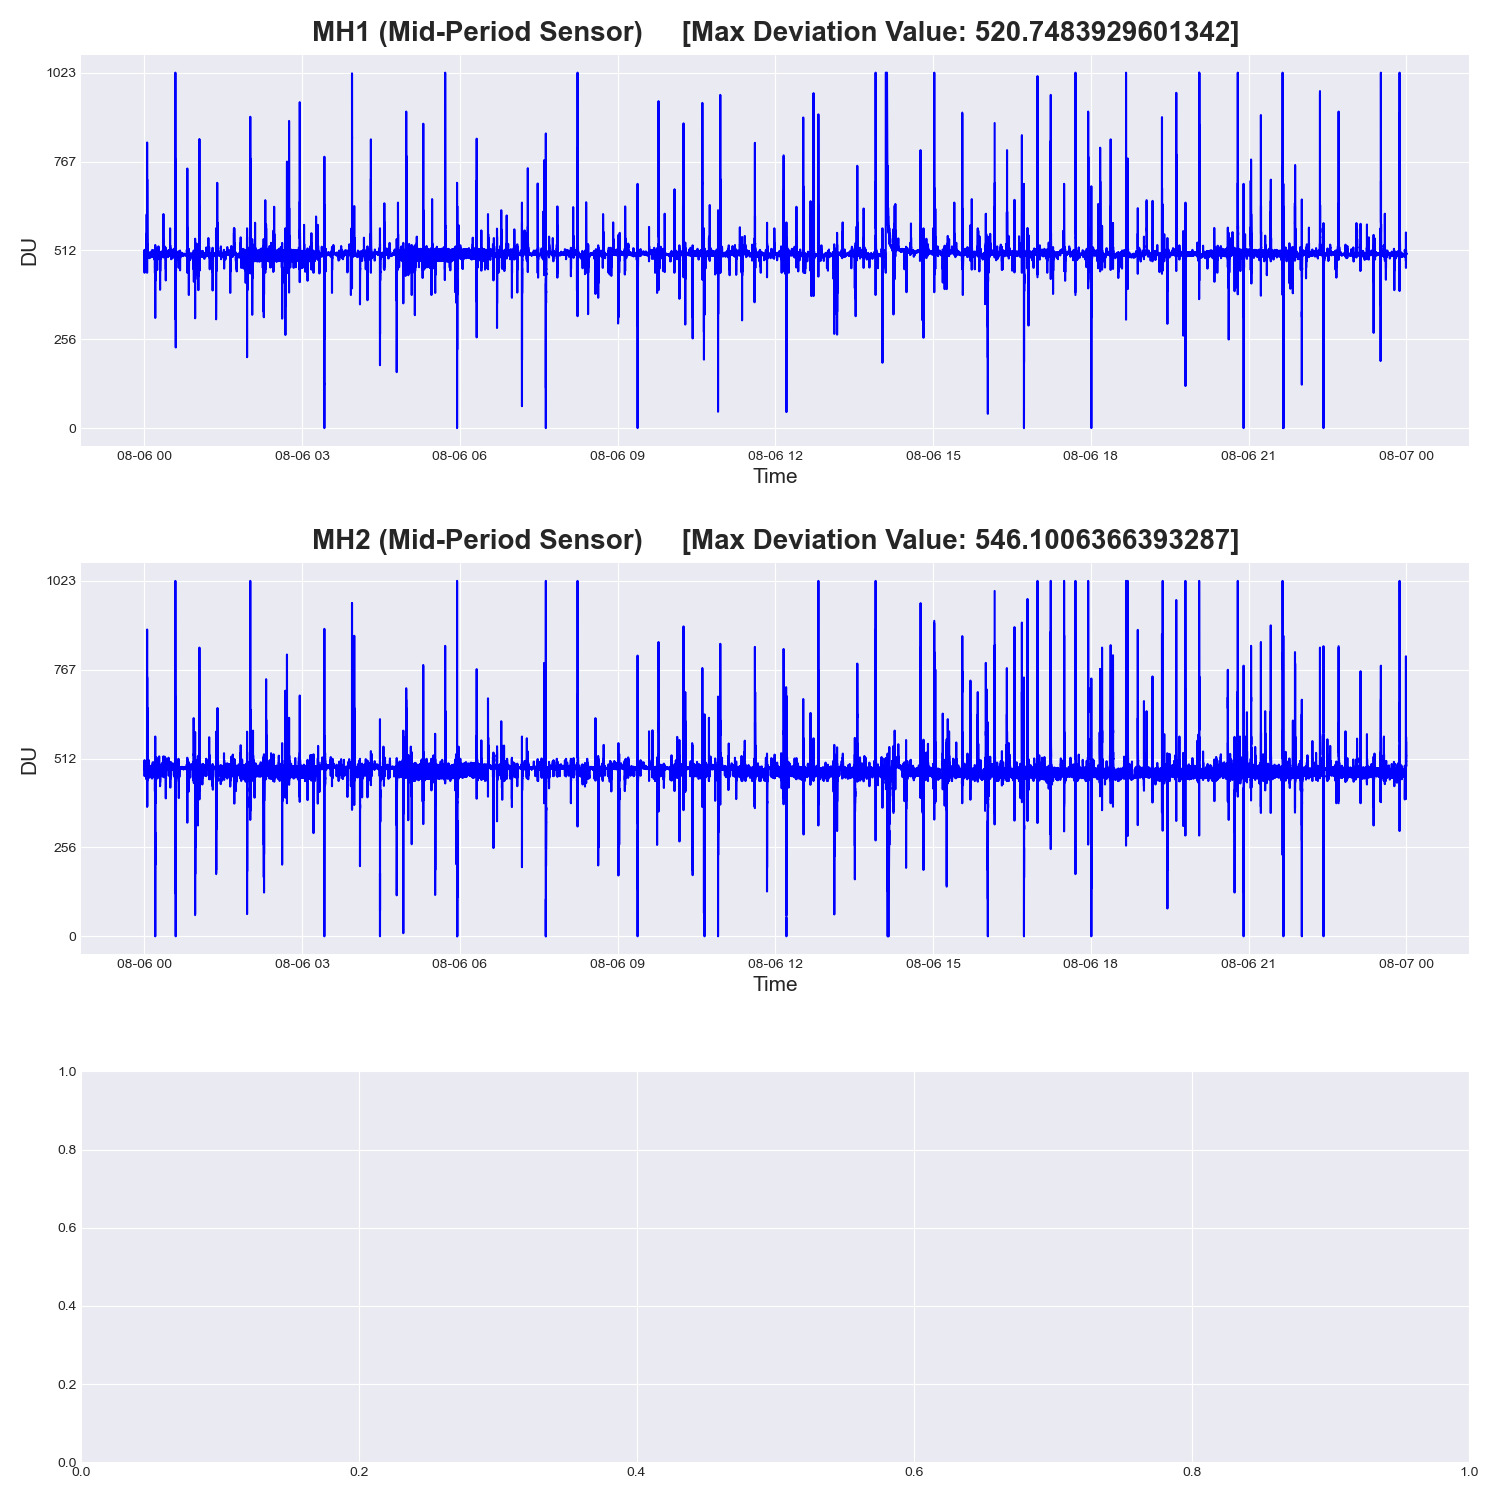 MH1 (Mid-Period Sensor) [Max Deviation Value: 520.7483929601342]
1023
767
512
256
0
DU
08-06 00 08-06 03 08-06 06 08-06 09 08-06 12 08-06 15 08-06 18 08-06 21 08-07 00
Time
MH2 (Mid-Period Sensor) [Max Deviation Value: 546.1006366393287]
1023
767
512
256
0
DU
08-06 00 08-06 03 08-06 06 08-06 09 08-06 12 08-06 15 08-06 18 08-06 21 08-07 00
Time
1.0
0.8
0.6
0.4
0.2
0.0
0.0 0.2 0.4 0.6 0.8 1.0